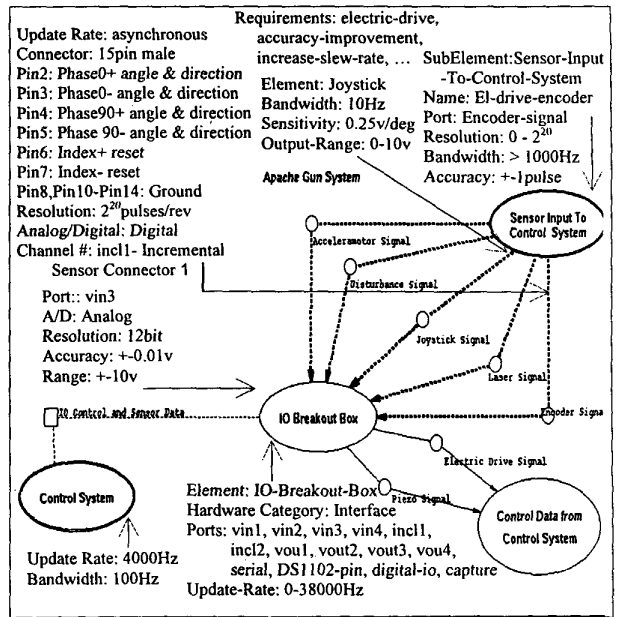 Requirements: electric-drive,
accuracy-improvement,
increase-slew-rate, ...
Update Rate: asynchronous
Connector: 15pin male
Pin2: Phase0+ angle & direction
Pin3: Phase0- angle & direction
Pin4: Phase90+ angle & direction
Pin5: Phase 90- angle & direction
Pin6: Index+ reset
Pin7: Index- reset
Pin8,Pin10-Pin14: Ground
Resolution: 2^20 pulses/rev
Analog/Digital: Digital
Channel #: incl1- Incremental
Sensor Connector 1
Element: Joystick
Bandwidth: 10Hz
Sensitivity: 0.25v/deg
Output-Range: 0-10v
SubElement:Sensor-Input
-To-Control-System
Name: El-drive-encoder
Port: Encoder-signal
Resolution: 0 - 2^20
Bandwidth: > 1000Hz
Accuracy: +-1pulse
Apache Gun System
Sensor Input To
Control System
Acceleramotor Signal
Disturbance Signal
Joystick Signal
Laser Signal
Encoder Signa
Port:: vin3
A/D: Analog
Resolution: 12bit
Accuracy: +-0.01v
Range: +-10v
IO Control and Sensor Data
IO Breakout Box
Electric Drive Signal
Piezo Signal
Control System
Control Data from
Control System
Update Rate: 4000Hz
Bandwidth: 100Hz
Element: IO-Breakout-Box
Hardware Category: Interface
Ports: vin1, vin2, vin3, vin4, incl1,
incl2, vou1, vout2, vout3, vou4,
serial, DS1102-pin, digital-io, capture
Update-Rate: 0-38000Hz